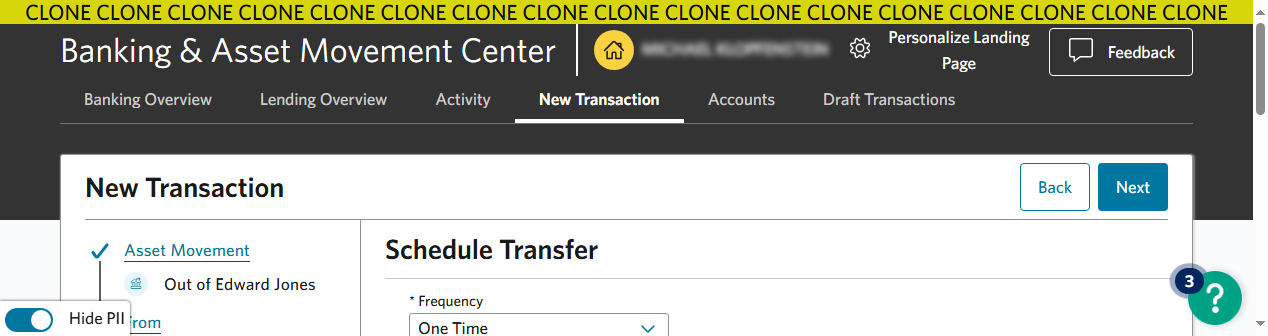 CLONE CLONE CLONE CLONE CLONE CLONE CLONE CLONE CLONE CLONE CLONE CLONE CLONE CLONE CLONE CLONE CLONE
Banking & Asset Movement Center
Personalize Landing
Page
Feedback
Banking Overview Lending Overview Activity New Transaction Accounts Draft Transactions
New Transaction
Back Next
Asset Movement
Schedule Transfer
Out of Edward Jones
3
?
* Frequency
Hide PII
From
One Time